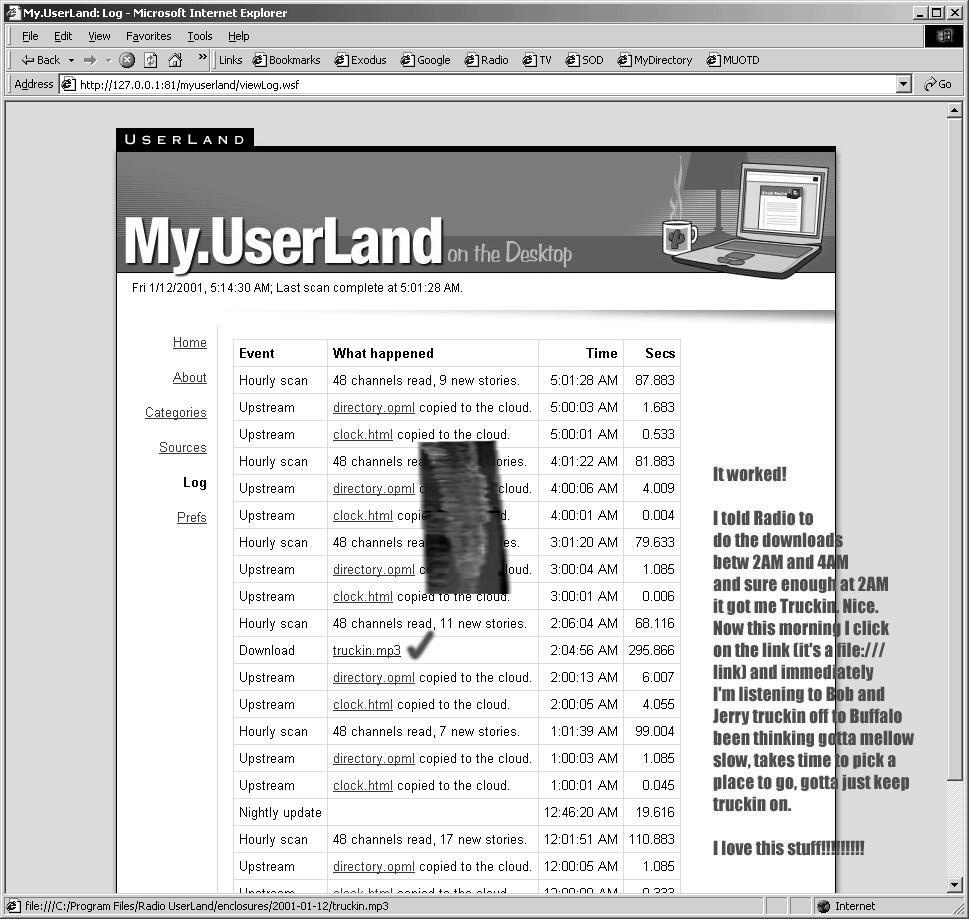 My.UserLand: Log - Microsoft Internet Explorer
File Edit View Favorites Tools Help
Back » Links Bookmarks Exodus Google Radio TV SOD MyDirectory MUOTD
Address http://127.0.0.1:81/myuserland/viewLog.wsf Go
USERLAND
My.UserLand on the Desktop
Fri 1/12/2001, 5:14:30 AM; Last scan complete at 5:01:28 AM.
Home
About
Categories
Sources
Log
Prefs
Event What happened Time Secs
Hourly scan 48 channels read, 9 new stories. 5:01:28 AM 87.883
Upstream directory.opml copied to the cloud. 5:00:03 AM 1.683
Upstream clock.html copied to the cloud. 5:00:01 AM 0.533
Hourly scan 48 channels 4:01:22 AM 81.883
Upstream directory.opml cloud. 4:00:06 AM 4.009
Upstream clock.html 4:00:01 AM 0.004
Hourly scan 48 channels 3:01:20 AM 79.633
Upstream directory.opml cloud. 3:00:04 AM 1.085
Upstream clock.html copied to the cloud. 3:00:01 AM 0.006
Hourly scan 48 channels read, 11 new stories. 2:06:04 AM 68.116
Download truckin.mp3 2:04:56 AM 295.866
Upstream directory.opml copied to the cloud. 2:00:13 AM 6.007
Upstream clock.html copied to the cloud. 2:00:05 AM 4.055
Hourly scan 48 channels read, 7 new stories. 1:01:39 AM 99.004
Upstream directory.opml copied to the cloud. 1:00:03 AM 1.085
Upstream clock.html copied to the cloud. 1:00:01 AM 0.045
Nightly update 12:46:20 AM 19.616
Hourly scan 48 channels read, 17 new stories. 12:01:51 AM 110.883
Upstream directory.opml copied to the cloud. 12:00:05 AM 1.085
Upstream clock.html copied to the cloud. 12:00:00 AM 0.333
It worked!
I told Radio to
do the downloads
betw 2AM and 4AM
and sure enough at 2AM
it got me Truckin. Nice.
Now this morning I click
on the link (it's a file:///
link) and immediately
I'm listening to Bob and
Jerry truckin off to Buffalo
been thinking gotta mellow
slow, takes time to pick a
place to go, gotta just keep
truckin on.
I love this stuff!!!!!!!!!
file:///C:/Program Files/Radio UserLand/enclosures/2001-01-12/truckin.mp3 Internet